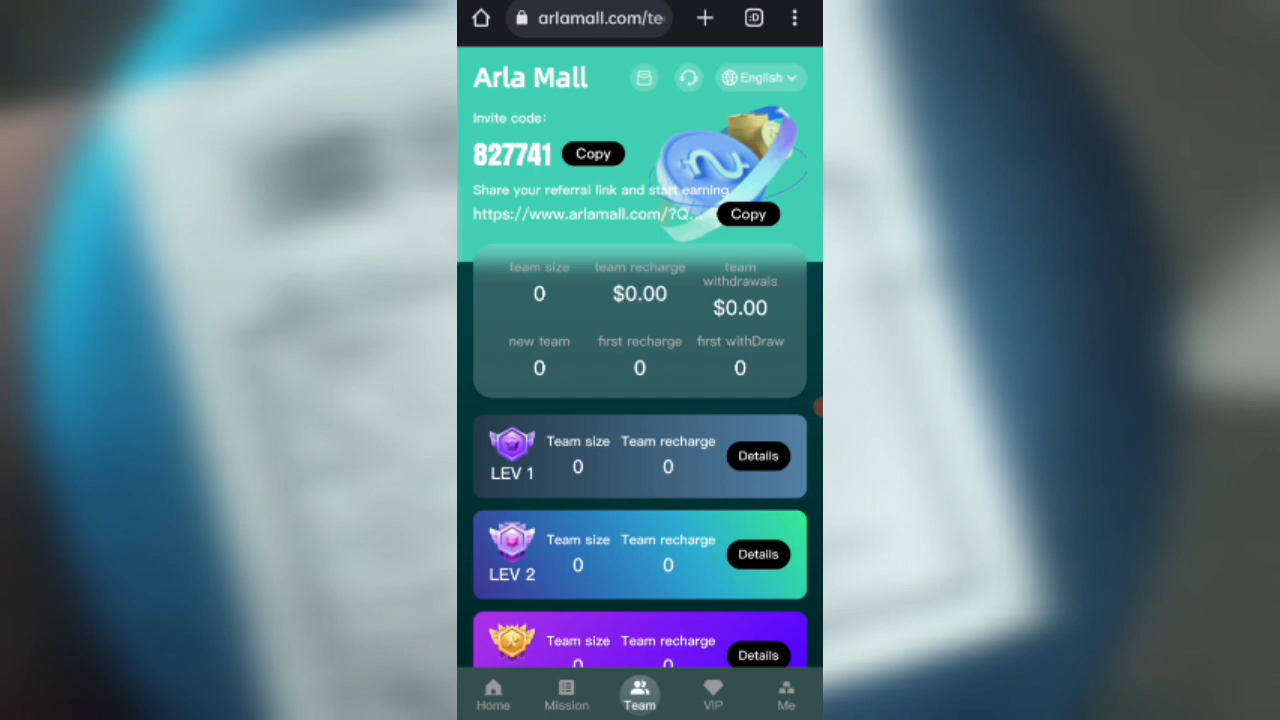 arlamall.com/te
:D
Arla Mall
English
Invite code:
827741
Copy
Share your referral link and start earning
https://www.arlamall.com/?Q...
Copy
team size
team recharge
team withdrawals
0
$0.00
$0.00
new team
first recharge
first withDraw
0
0
0
Team size
Team recharge
Details
LEV 1
0
0
Team size
Team recharge
Details
LEV 2
0
0
Team size
Team recharge
Details
0
0
Home
Mission
Team
VIP
Me